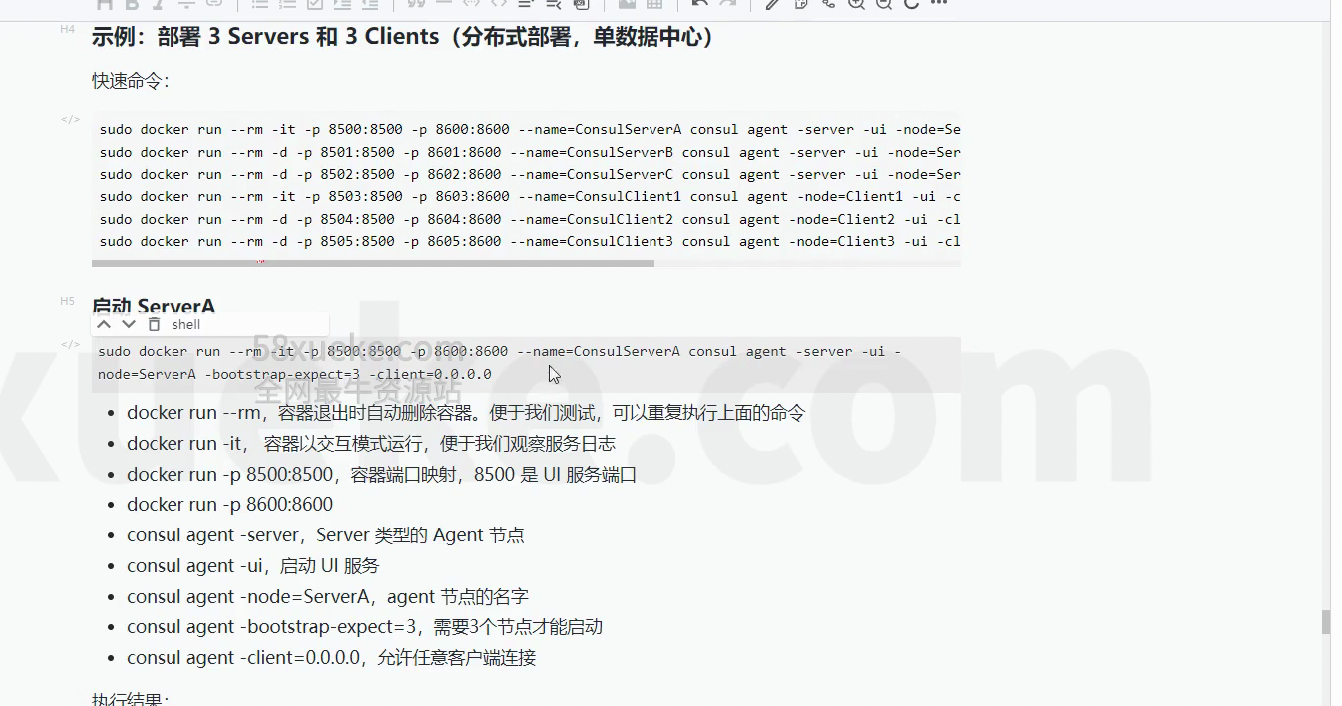 H4
示例：部署 3 Servers 和 3 Clients（分布式部署，单数据中心）
快速命令：
sudo docker run --rm -it -p 8500:8500 -p 8600:8600 --name=ConsulServerA consul agent -server -ui -node=Se
sudo docker run --rm -d -p 8501:8500 -p 8601:8600 --name=ConsulServerB consul agent -server -ui -node=Ser
sudo docker run --rm -d -p 8502:8500 -p 8602:8600 --name=ConsulServerC consul agent -server -ui -node=Ser
sudo docker run --rm -it -p 8503:8500 -p 8603:8600 --name=ConsulClient1 consul agent -node=Client1 -ui -c
sudo docker run --rm -d -p 8504:8500 -p 8604:8600 --name=ConsulClient2 consul agent -node=Client2 -ui -cl
sudo docker run --rm -d -p 8505:8500 -p 8605:8600 --name=ConsulClient3 consul agent -node=Client3 -ui -cl
H5
启动 ServerA
shell
sudo docker run --rm -it -p 8500:8500 -p 8600:8600 --name=ConsulServerA consul agent -server -ui -
node=ServerA -bootstrap-expect=3 -client=0.0.0.0
59xueke.com
全网最牛资源站
xueke.com
docker run --rm，容器退出时自动删除容器。便于我们测试，可以重复执行上面的命令
docker run -it， 容器以交互模式运行，便于我们观察服务日志
docker run -p 8500:8500，容器端口映射，8500 是 UI 服务端口
docker run -p 8600:8600
consul agent -server，Server 类型的 Agent 节点
consul agent -ui，启动 UI 服务
consul agent -node=ServerA，agent 节点的名字
consul agent -bootstrap-expect=3，需要3个节点才能启动
consul agent -client=0.0.0.0，允许任意客户端连接
执行结果：